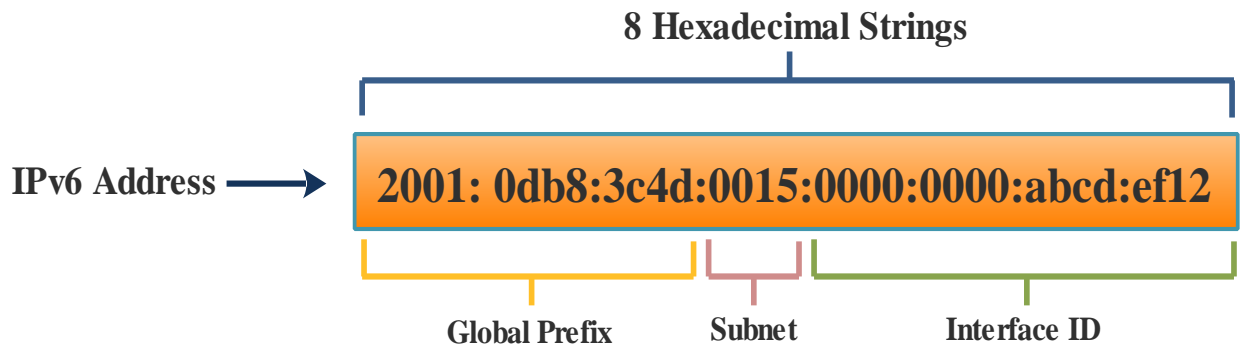 8 Hexadecimal Strings
IPv6 Address
2001: 0db8:3c4d:0015:0000:0000:abcd:ef12
Global Prefix
Subnet
Interface ID